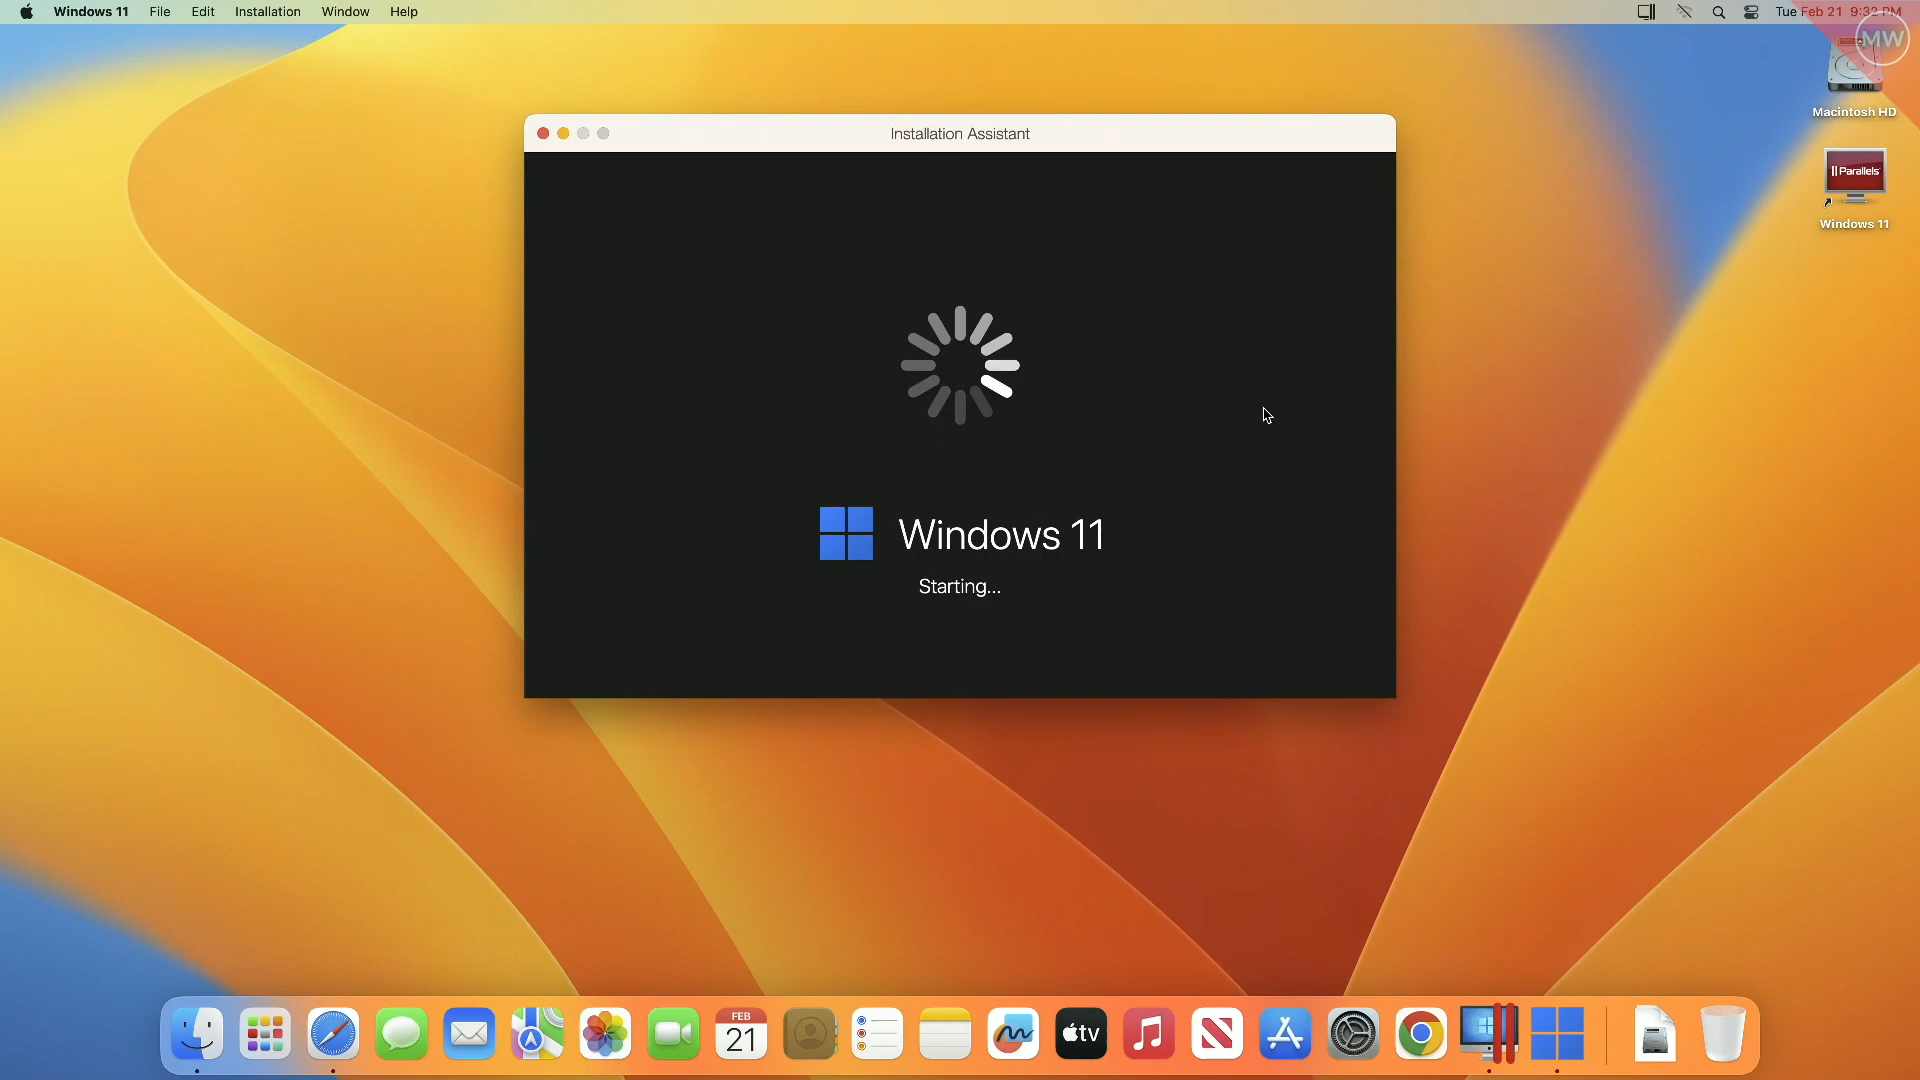 Windows 11 File Edit Installation Window Help
Tue Feb 21 9:32 PM
MW
Macintosh HD
Installation Assistant
Parallels
Windows 11
Windows 11
Starting...
FEB
21
tv